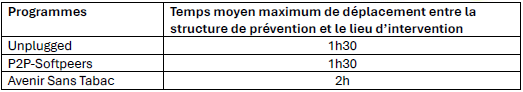 Programmes
Temps moyen maximum de déplacement entre la
structure de prévention et le lieu d'intervention
Unplugged
1h30
P2P-Softpeers
1h30
Avenir Sans Tabac
2h